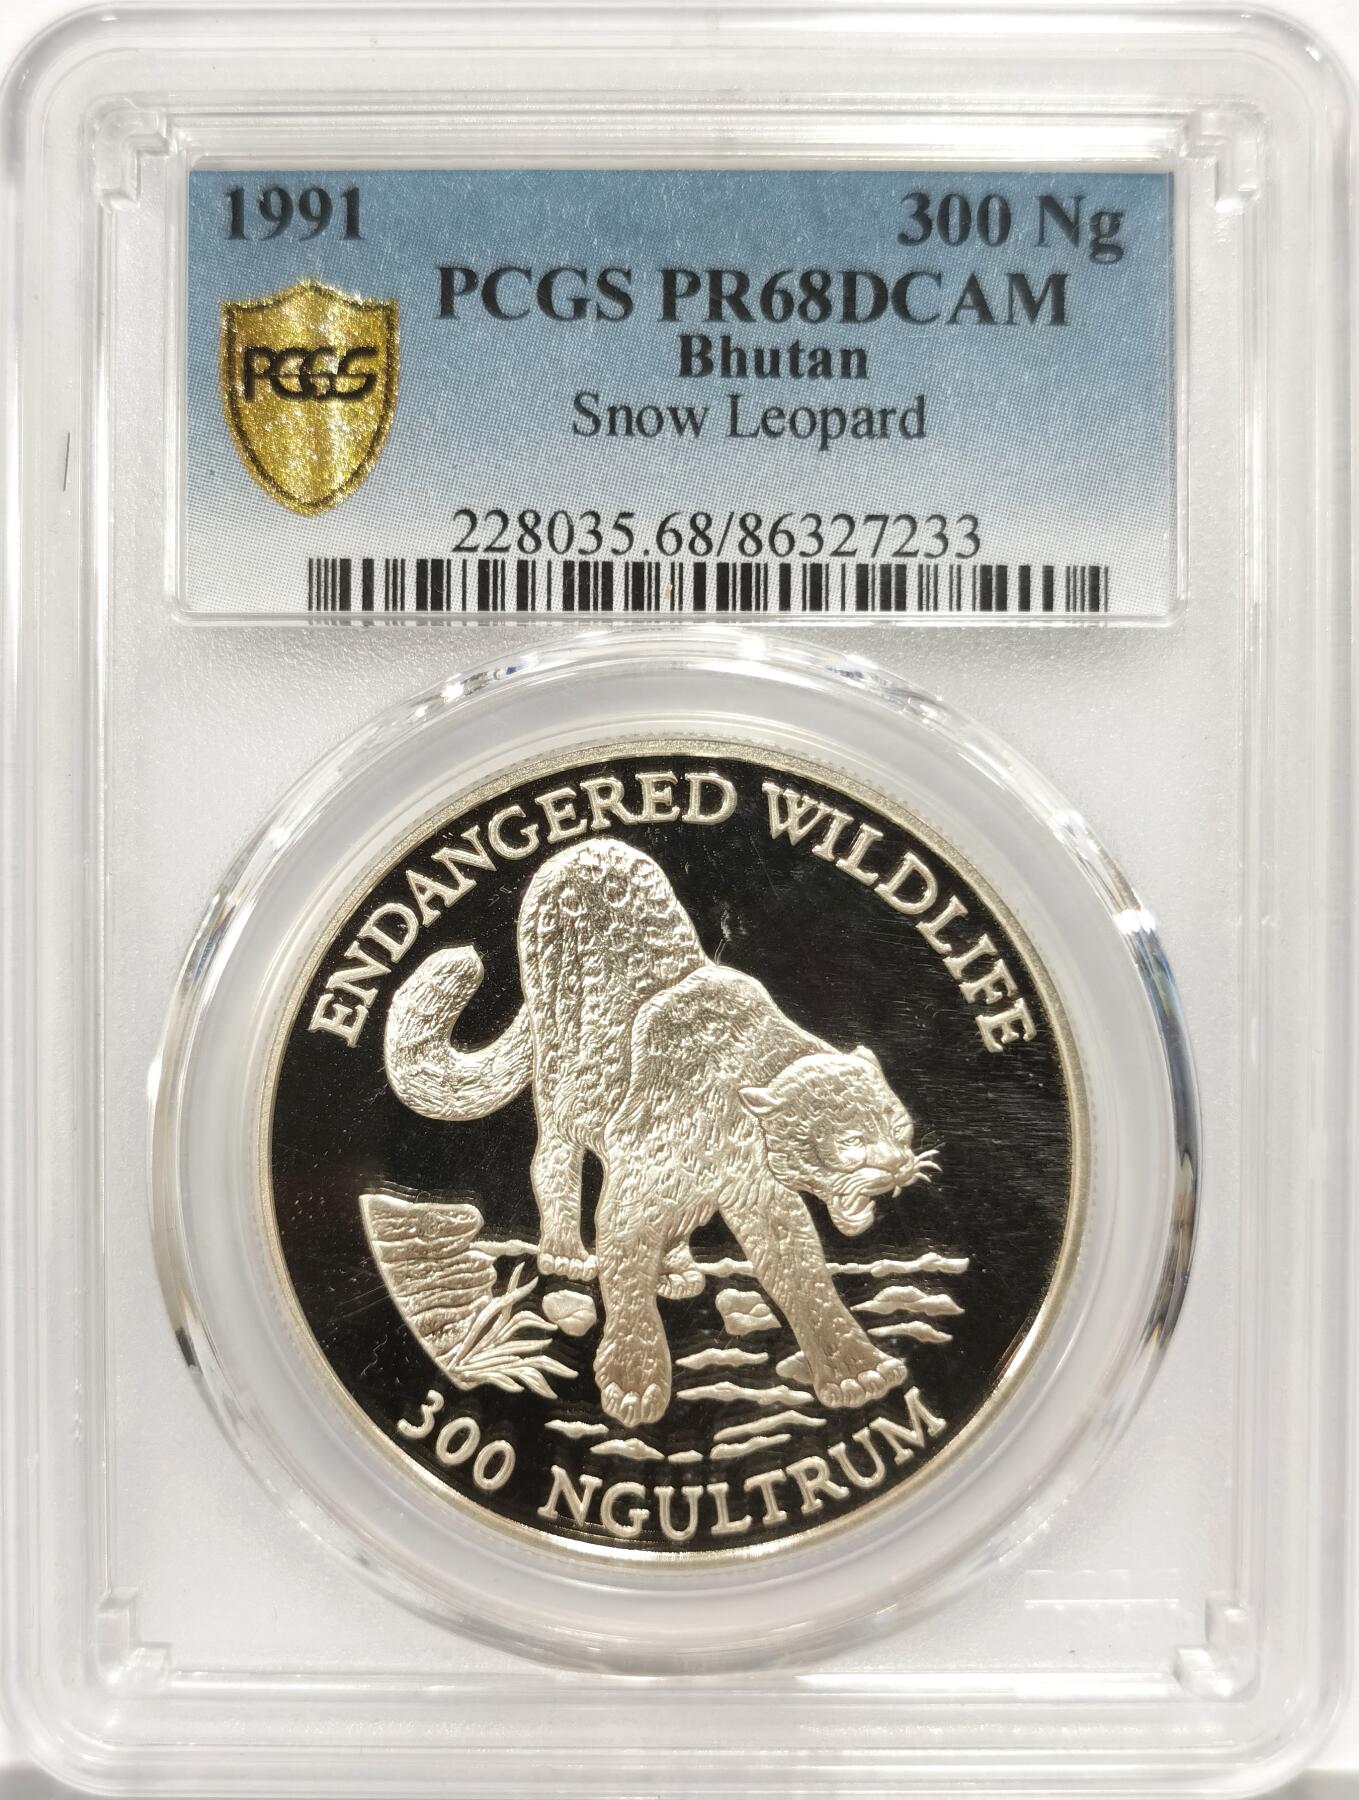 1991 300 Ng
PCGS PR68DCAM
Bhutan
Snow Leopard
PCGS
228035.68/86327233
ENDANGERED WILDLIFE
300 NGULTRUM